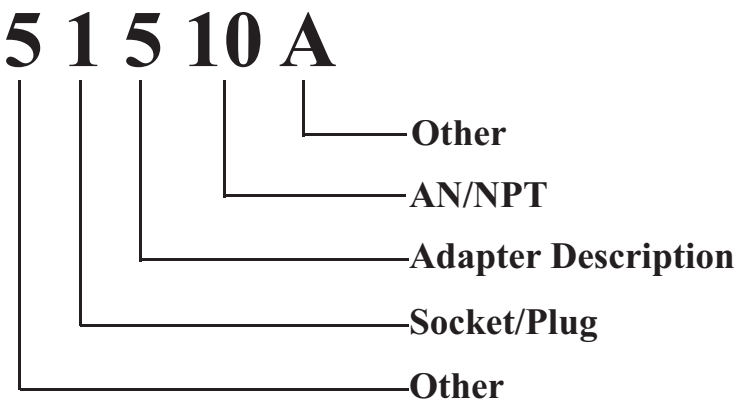 5 1 5 10 A
Other
AN/NPT
Adapter Description
Socket/Plug
Other